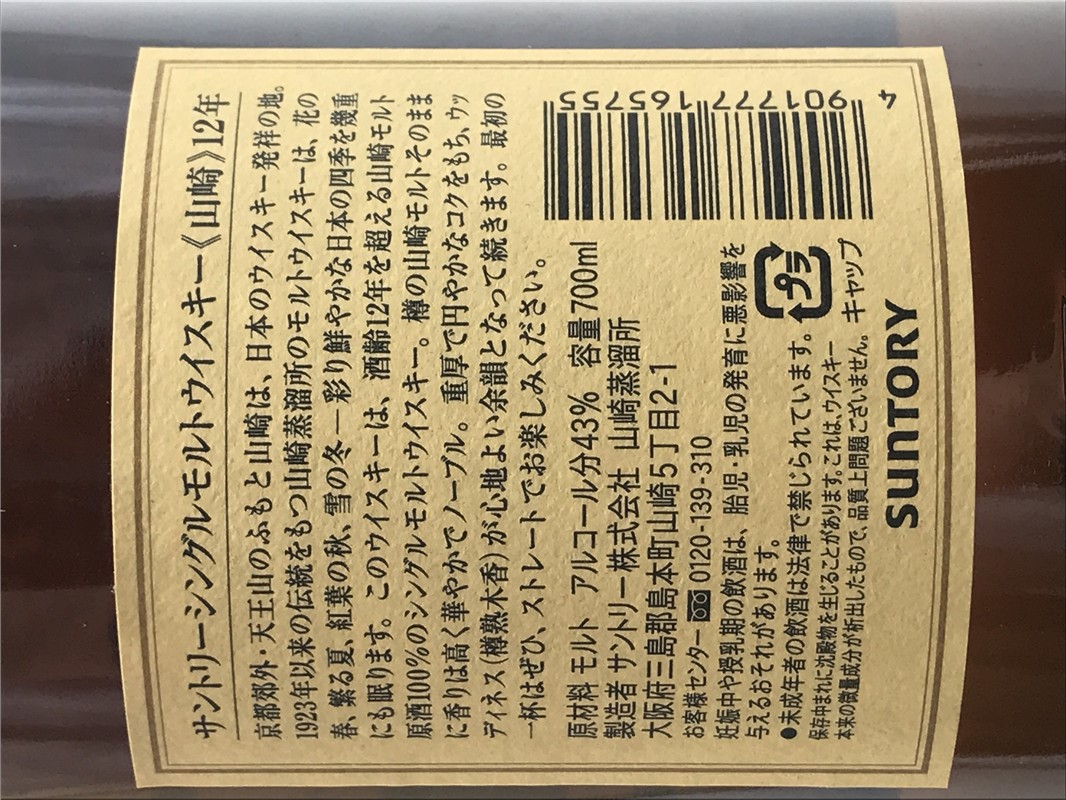 サントリーシングルモルトウイスキー《山崎》12年
京都郊外・天王山のふもと山崎は、日本のウイスキー発祥の地。
1923年以来の伝統をもつ山崎蒸溜所のモルトウイスキーは、花の
春、繁る夏、紅葉の秋、雪の冬—彩り鮮やかな日本の四季を幾重
にも眠ります。このウイスキーは、酒齢12年を超える山崎モルト
原酒100%のシングルモルトウイスキー。樽の山崎モルトそのまま
に香りは高く華やかでノーブル。重厚で円やかなコクをもち、ウッ
ディネス(樽熟木香)が心地よい余韻となって続きます。最初の
一杯はぜひ、ストレートでお楽しみください。
原材料 モルト アルコール分43% 容量700ml
製造者 サントリー株式会社 山崎蒸溜所
大阪府三島郡島本町山崎5丁目2-1
お客様センター 0120-139-310
妊娠中や授乳期の飲酒は、胎児・乳児の発育に悪影響を
与えるおそれがあります。
●未成年者の飲酒は法律で禁じられています。
保存中まれに沈殿物を生じることがあります。これは、ウイスキー
本来の微量成分が析出したもので、品質上問題ございません。
プラ
キャップ
SUNTORY
4 901777 165755